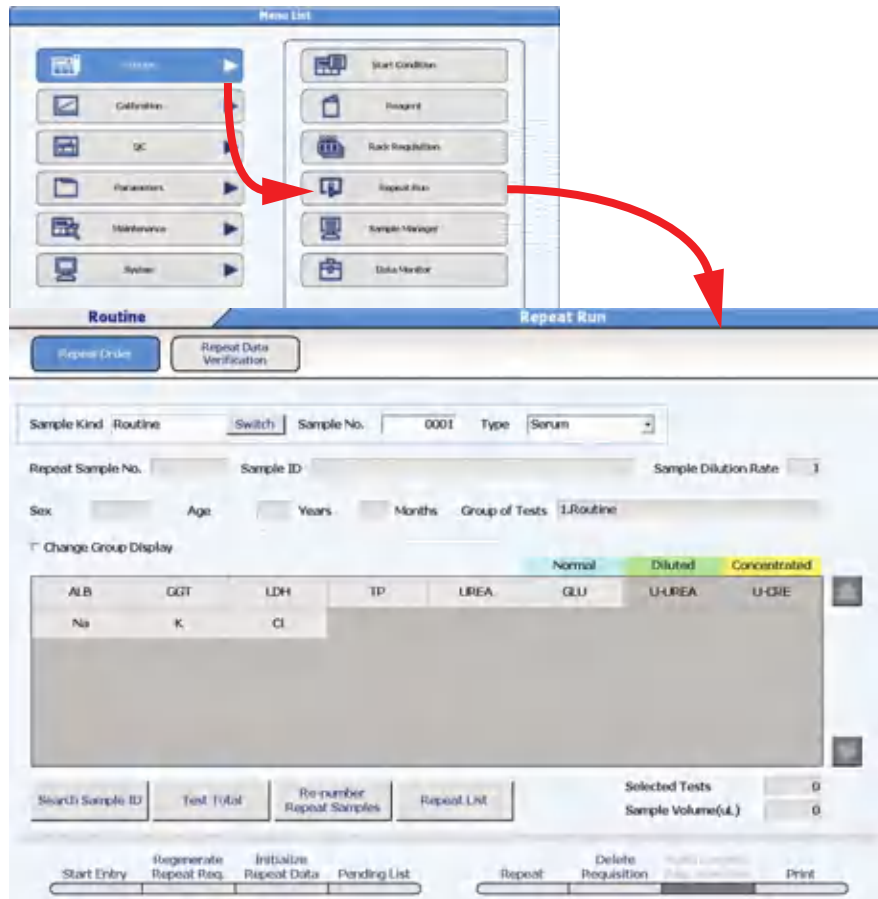 Menu List
Start Condition
Calibration
Reagent
QC
Rack Requisition
Parameters
Repeat Run
Maintenance
Sample Manager
System
Data Monitor
Routine
Repeat Run
Repeat Order
Repeat Data
Verification
Sample Kind Routine Switch Sample No. 0001 Type Serum
Repeat Sample No. Sample ID Sample Dilution Rate 1
Sex Age Years Months Group of Tests 1.Routine
Change Group Display
Normal Diluted Concentrated
ALB GGT LDH TP UREA GLU U-UREA U-CRE
Na K Cl
Search Sample ID Test Total Re-number
Repeat Samples Repeat List
Selected Tests 0
Sample Volume(uL) 0
Start Entry Regenerate
Repeat Req. Initialize
Repeat Data Pending List Repeat Delete
Requisition Print